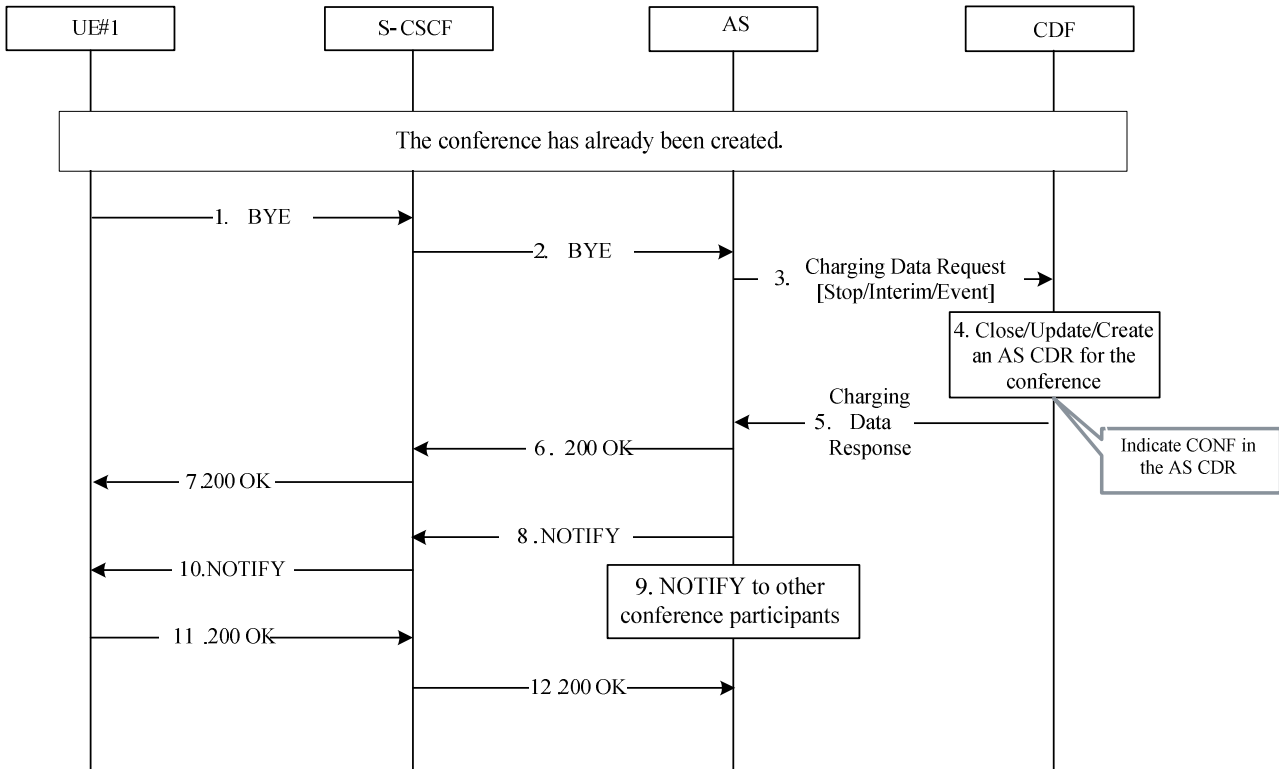 UE#1
S-CSCF
AS
CDF
The conference has already been created.
1. BYE
2. BYE
3. Charging Data Request
[Stop/Interim/Event]
4. Close/Update/Create
an AS CDR for the
conference
Charging
5. Data
Response
Indicate CONF in
the AS CDR
6. 200 OK
7.200 OK
8.NOTIFY
9. NOTIFY to other
conference participants
10.NOTIFY
11 .200 OK
12.200 OK